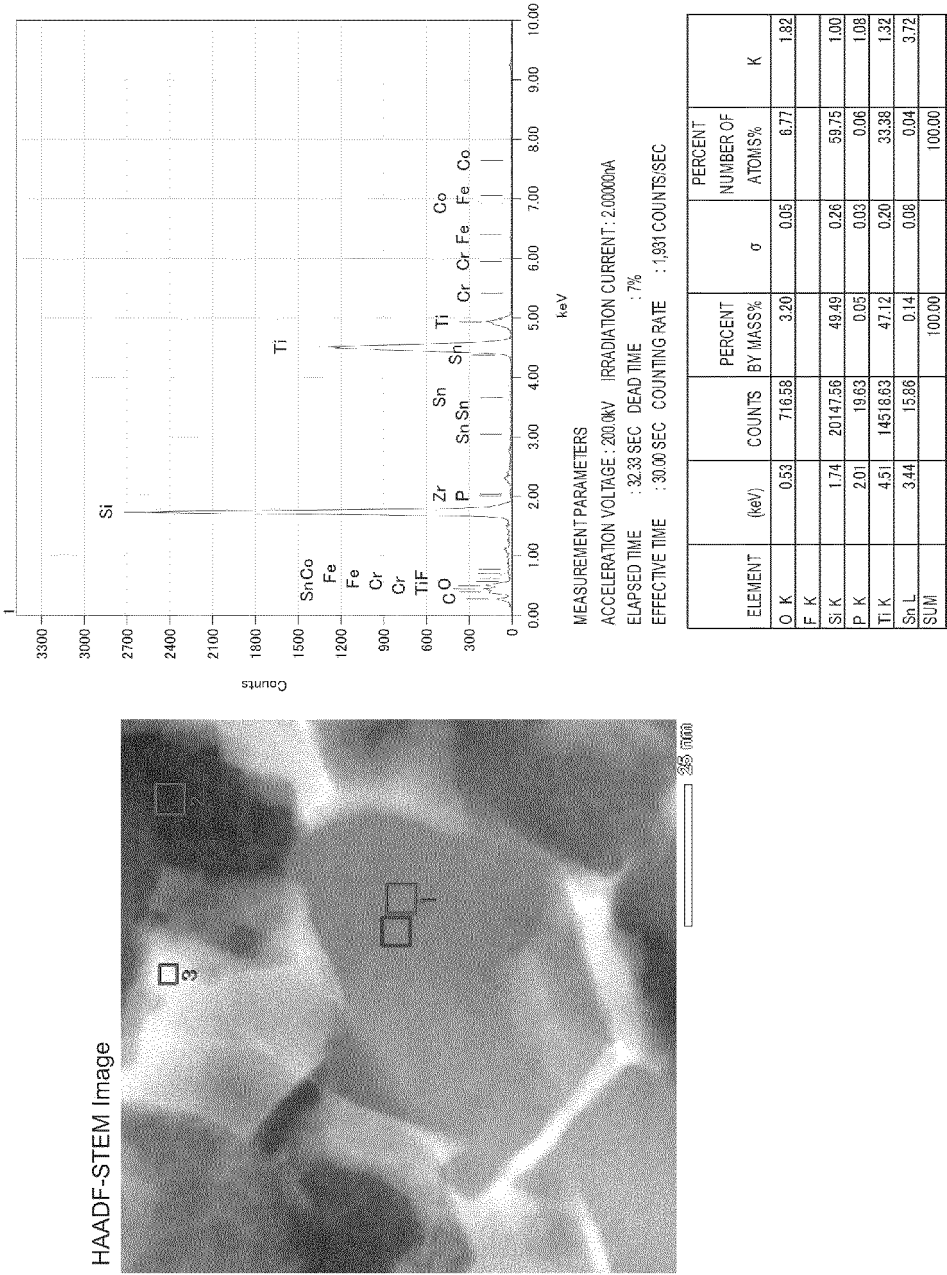 HAADF-STEM Image
1
3
25 (nm)
1
Counts
3300
3000
2700
2400
2100
1800
1500
1200
900
600
300
0
Si
Ti
SnCo
Fe
Fe
Cr
Cr
TiF
C O
Zr
P
Sn
Sn Sn
Sn
Ti
Cr
Cr Fe
Co
Fe
Co
0.00 1.00 2.00 3.00 4.00 5.00 6.00 7.00 8.00 9.00 10.00
keV
MEASUREMENT PARAMETERS
ACCELERATION VOLTAGE : 200.0kV IRRADIATION CURRENT : 2.00000nA
ELAPSED TIME : 32.33 SEC DEAD TIME : 7%
EFFECTIVE TIME : 30.00 SEC COUNTING RATE : 1,931 COUNTS/SEC
ELEMENT (keV) COUNTS PERCENT BY MASS% σ PERCENT NUMBER OF ATOMS% K
O K 0.53 716.58 3.20 0.05 6.77 1.82
F K
Si K 1.74 20147.56 49.49 0.26 59.75 1.00
P K 2.01 19.63 0.05 0.03 0.06 1.08
Ti K 4.51 14518.63 47.12 0.20 33.38 1.32
Sn L 3.44 15.86 0.14 0.08 0.04 3.72
SUM 100.00 100.00